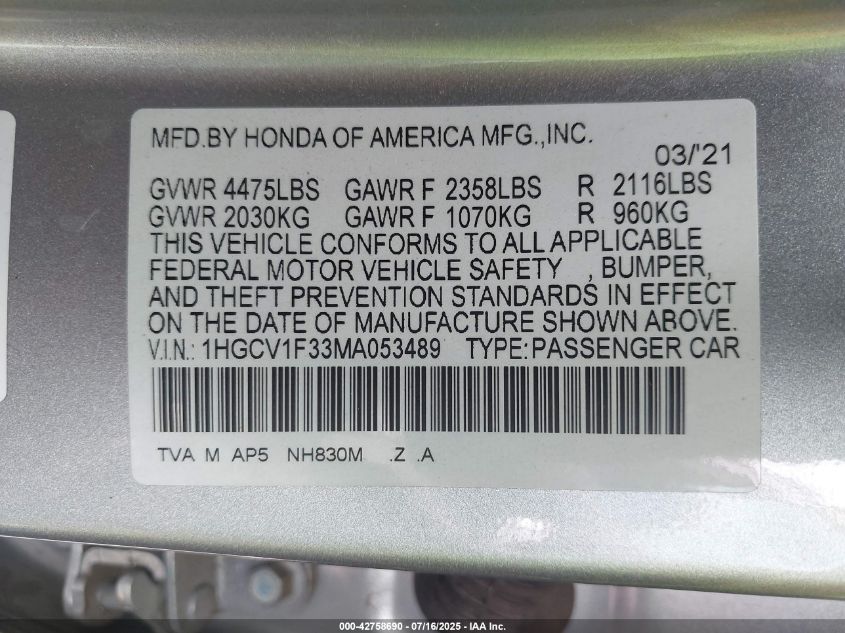 MFD.BY HONDA OF AMERICA MFG.,INC.
03/'21
GVWR 4475LBS GAWR F 2358LBS R 2116LBS
GVWR 2030KG GAWR F 1070KG R 960KG
THIS VEHICLE CONFORMS TO ALL APPLICABLE
FEDERAL MOTOR VEHICLE SAFETY , BUMPER,
AND THEFT PREVENTION STANDARDS IN EFFECT
ON THE DATE OF MANUFACTURE SHOWN ABOVE.
V.I.N.: 1HGCV1F33MA053489 TYPE:PASSENGER CAR
TVA M AP5 NH830M .Z .A
000-42758690 - 07/16/2025 - IAA Inc.